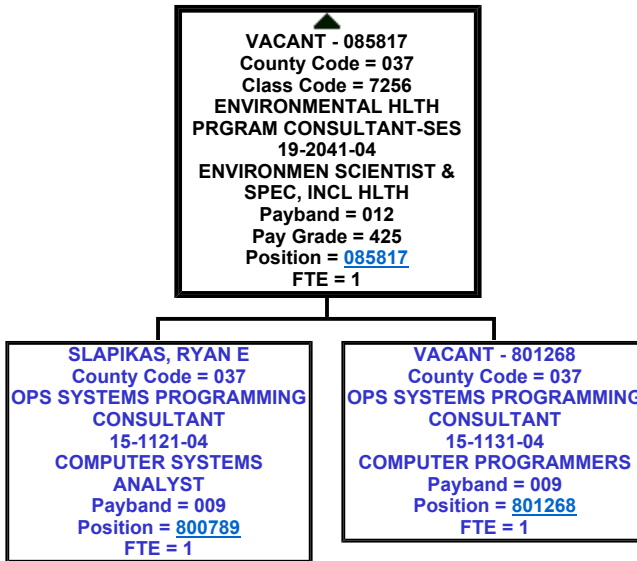 VACANT - 085817
County Code = 037
Class Code = 7256
ENVIRONMENTAL HLTH
PRGRAM CONSULTANT-SES
19-2041-04
ENVIRONMEN SCIENTIST &
SPEC, INCL HLTH
Payband = 012
Pay Grade = 425
Position = 085817
FTE = 1
SLAPIKAS, RYAN E
County Code = 037
OPS SYSTEMS PROGRAMMING
CONSULTANT
15-1121-04
COMPUTER SYSTEMS
ANALYST
Payband = 009
Position = 800789
FTE = 1
VACANT - 801268
County Code = 037
OPS SYSTEMS PROGRAMMING
CONSULTANT
15-1131-04
COMPUTER PROGRAMMERS
Payband = 009
Position = 801268
FTE = 1